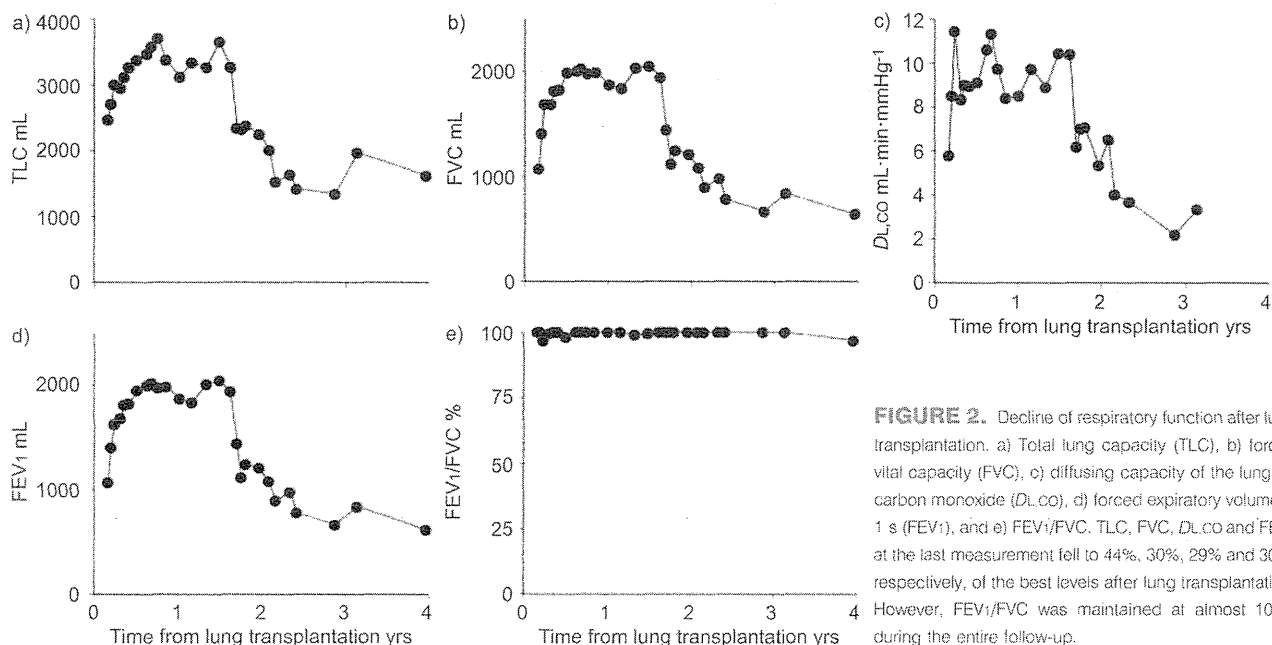 a)
4000
3000
2000
1000
0
TLC mL
b)
2000
1000
0
FVC mL
c)
12
10
8
6
4
2
0
DL,CO mL·min·mmHg-1
0 1 2 3 4
Time from lung transplantation yrs
d)
2000
1000
0
FEV1 mL
0 1 2 3 4
Time from lung transplantation yrs
e)
100
75
50
25
0
FEV1/FVC %
0 1 2 3 4
Time from lung transplantation yrs
FIGURE 2. Decline of respiratory function after
transplantation. a) Total lung capacity (TLC), b)
vital capacity (FVC), c) diffusing capacity of the lung
carbon monoxide (DL,CO), d) forced expiratory volume
1 s (FEV1), and e) FEV1/FVC. TLC, FVC, DL,CO and
at the last measurement fell to 44%, 30%, 29% and
respectively, of the best levels after lung
However, FEV1/FVC was maintained at almost
during the entire follow-up.